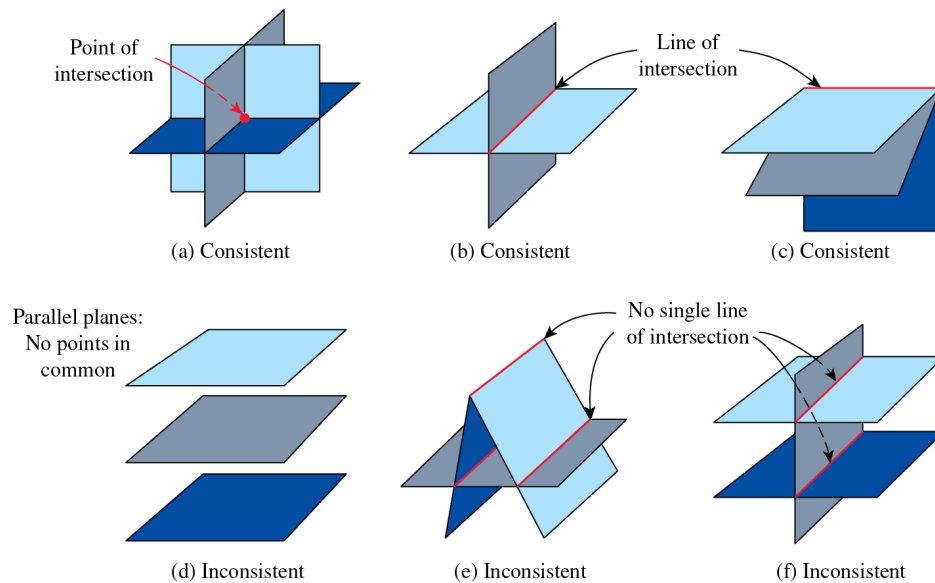 Point of
intersection
Line of
intersection
(a) Consistent
(b) Consistent
(c) Consistent
Parallel planes:
No points in
common
No single line
of intersection
(d) Inconsistent
(e) Inconsistent
(f) Inconsistent